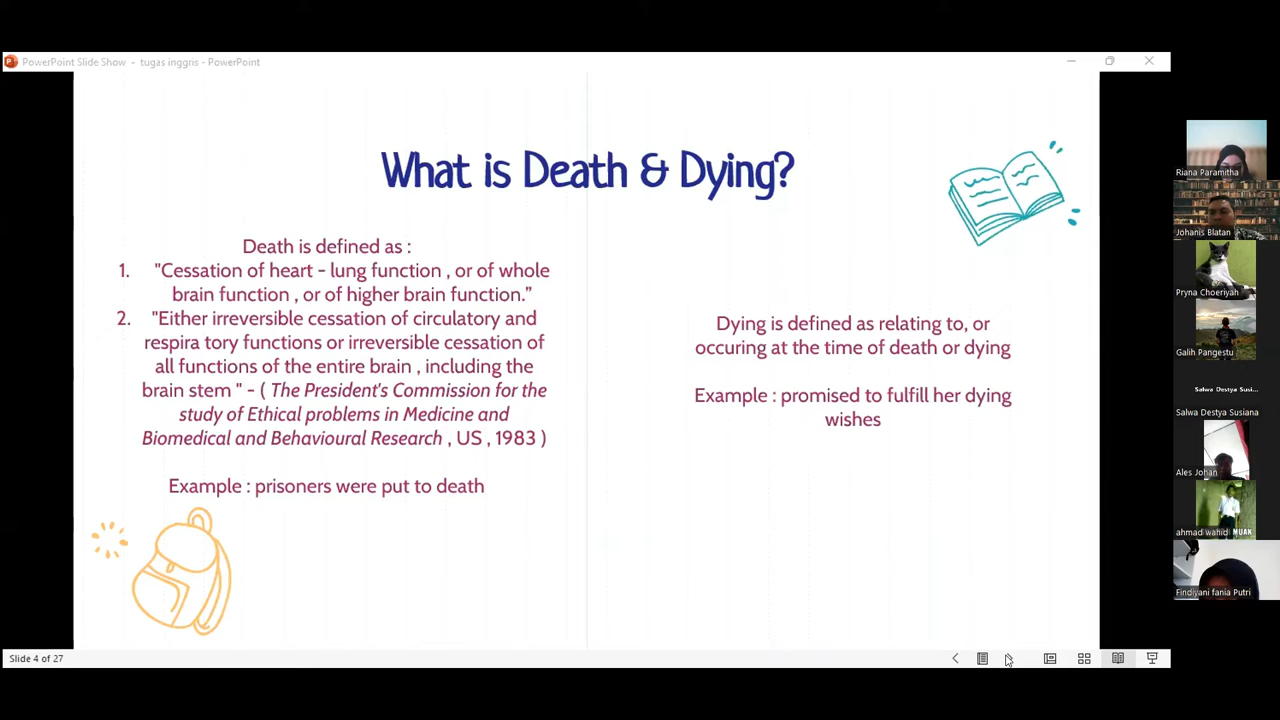 PowerPoint Slide Show - tugas inggris - PowerPoint
What is Death & Dying?
Death is defined as :
1. "Cessation of heart - lung function , or of whole
brain function , or of higher brain function."
2. "Either irreversible cessation of circulatory and
respira tory functions or irreversible cessation of
all functions of the entire brain , including the
brain stem " - ( The President's Commission for the
study of Ethical problems in Medicine and
Biomedical and Behavioural Research , US , 1983 )
Example : prisoners were put to death
Dying is defined as relating to, or
occuring at the time of death or dying
Example : promised to fulfill her dying
wishes
Slide 4 of 27
Riana Paramitha
Johanis Blatan
Pryna Choeriyah
Galih Pangestu
Salwa Destya Susi...
Salwa Destya Susiana
Ales Johan
ahmad wahid MUAK
Findiyani fania Putri